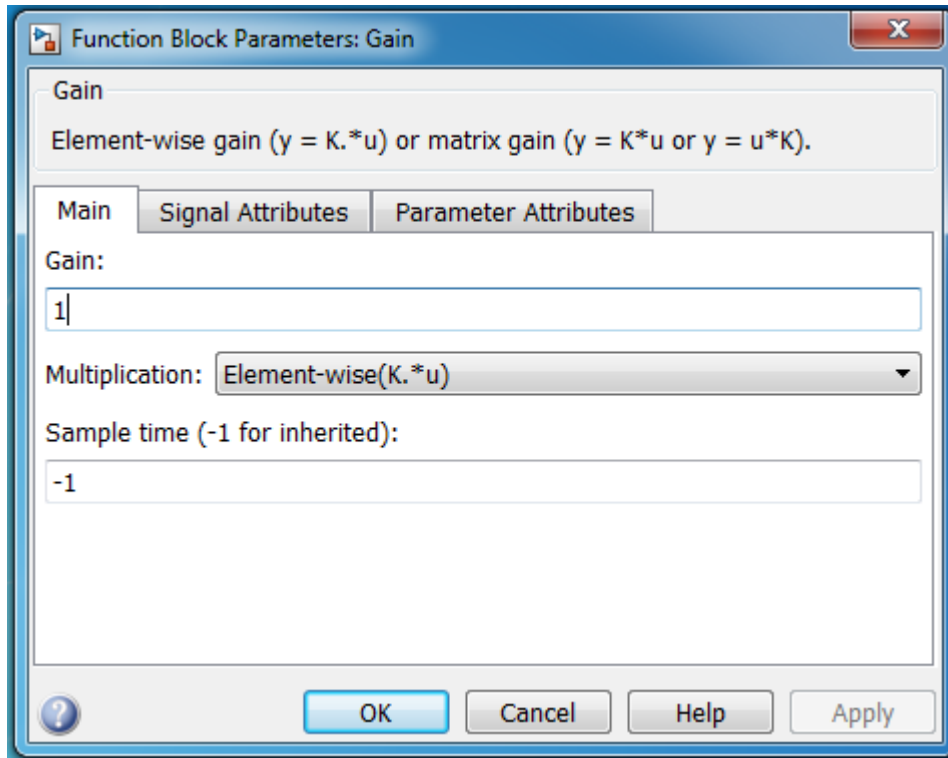 Function Block Parameters: Gain
X
Gain
Element-wise gain (y = K.*u) or matrix gain (y = K*u or y = u*K).
Main Signal Attributes Parameter Attributes
Gain:
1
Multiplication: Element-wise(K.*u)
Sample time (-1 for inherited):
-1
? OK Cancel Help Apply